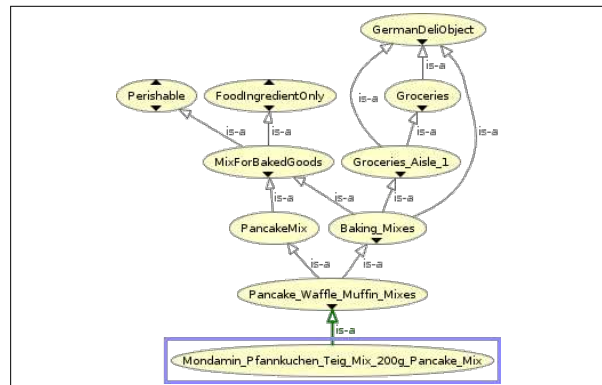 GermanDeliObject
is-a
Perishable
FoodIngredientOnly
Groceries
is-a
is-a
is-a
is-a
MixForBakedGoods
Groceries_Aisle_1
is-a
is-a
is-a
PancakeMix
Baking_Mixes
is-a
is-a
Pancake_Waffle_Muffin_Mixes
is-a
Mondamin_Pfannkuchen_Teig_Mix_200g_Pancake_Mix